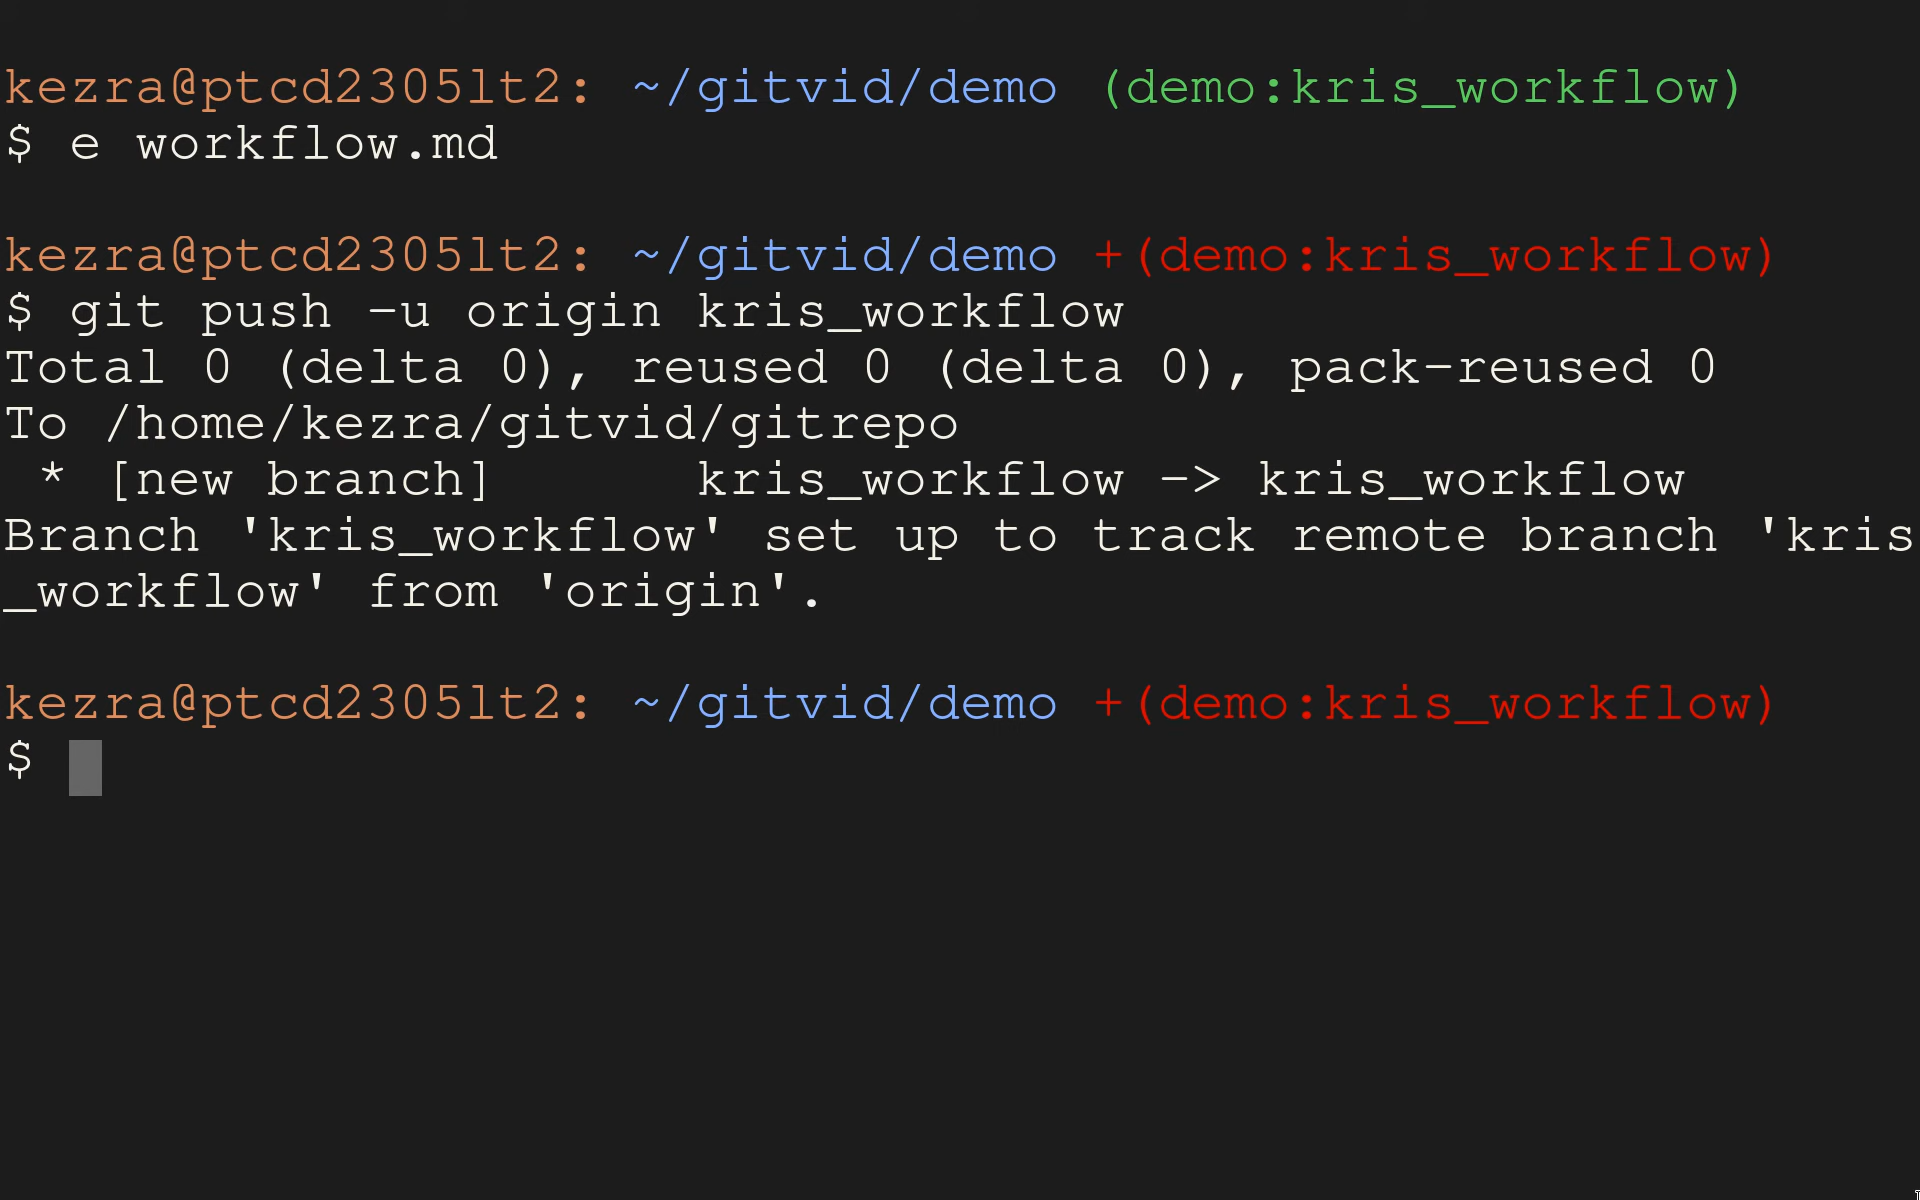 kezra@ptcd2305lt2: ~/gitvid/demo (demo:kris_workflow)
$ e workflow.md
kezra@ptcd2305lt2: ~/gitvid/demo +(demo:kris_workflow)
$ git push -u origin kris_workflow
Total 0 (delta 0), reused 0 (delta 0), pack-reused 0
To /home/kezra/gitvid/gitrepo
 * [new branch]      kris_workflow -> kris_workflow
Branch 'kris_workflow' set up to track remote branch 'kris
_workflow' from 'origin'.
kezra@ptcd2305lt2: ~/gitvid/demo +(demo:kris_workflow)
$